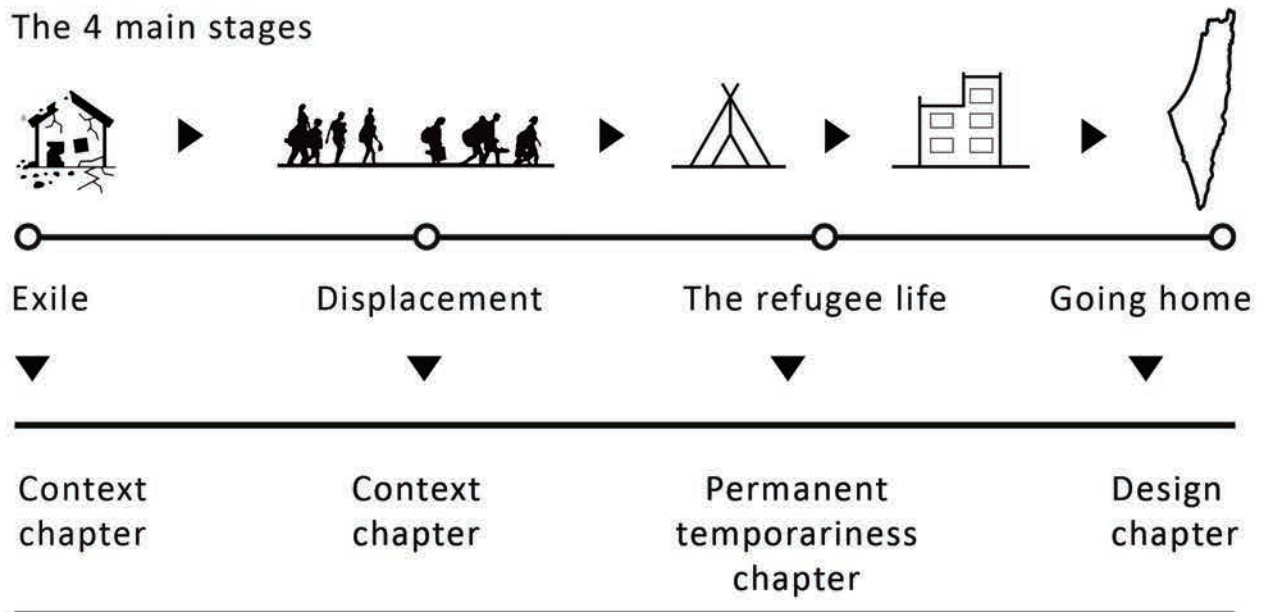 The 4 main stages
Exile
Displacement
The refugee life
Going home
Context
chapter
Context
chapter
Permanent
temporariness
chapter
Design
chapter